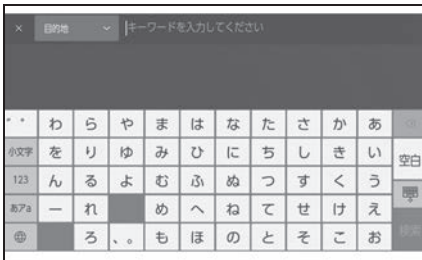 × 目的地 キーワードを入力してください
゛゜ わ ら や ま は な た さ か あ
小文字 を り ゆ み ひ に ち し き い 空白
123 ん る よ む ふ ぬ つ す く う
あアa ー れ め へ ね て せ け え
ろ 、。 も ほ の と そ こ お 検索